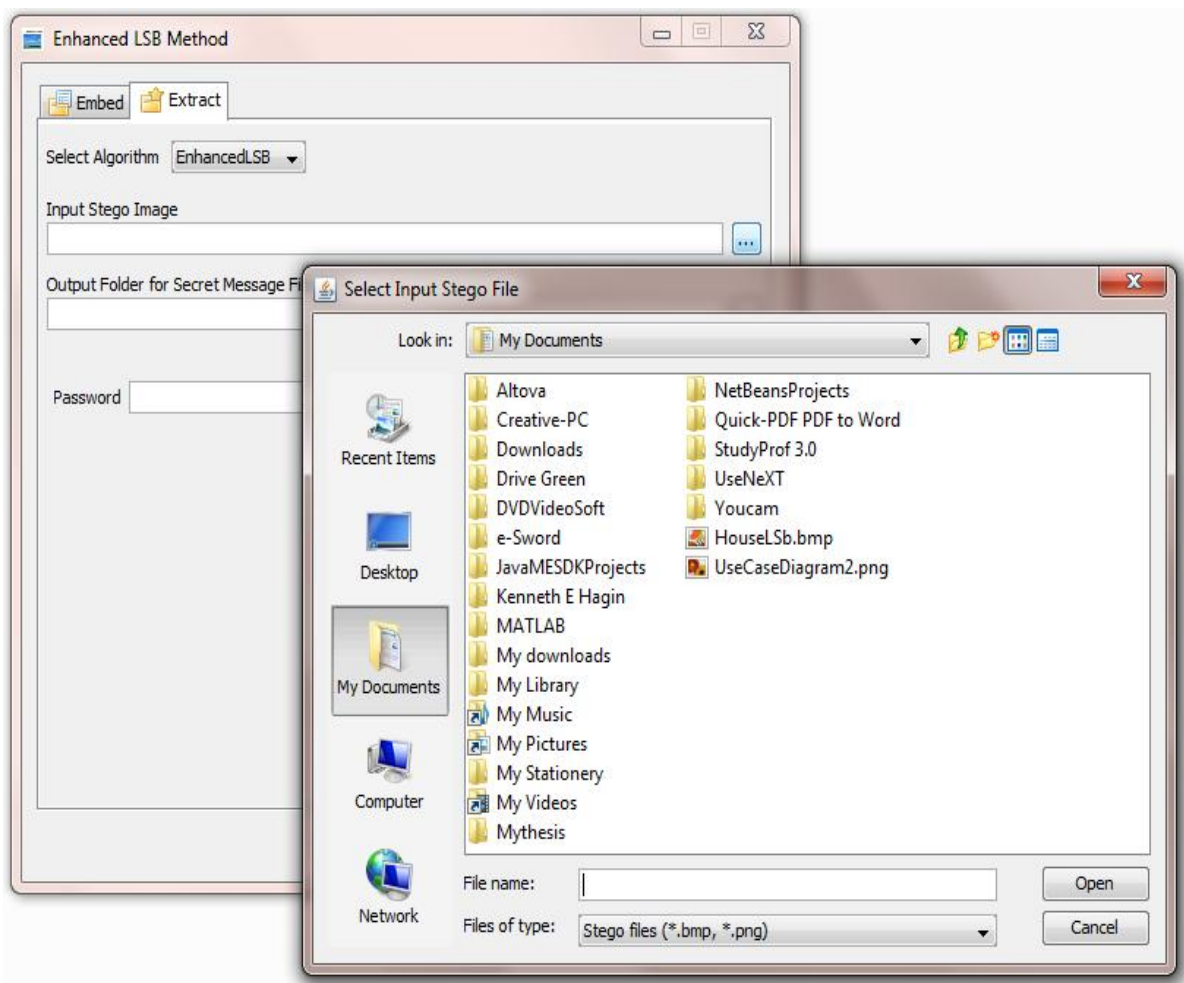 Enhanced LSB Method
Embed
Extract
Select Algorithm EnhancedLSB
Input Stego Image
...
Output Folder for Secret Message Fi
Password
Select Input Stego File
Look in: My Documents
Recent Items
Desktop
My Documents
Computer
Network
Altova
Creative-PC
Downloads
Drive Green
DVDVideoSoft
e-Sword
JavaMESDKProjects
Kenneth E Hagin
MATLAB
My downloads
My Library
My Music
My Pictures
My Stationery
My Videos
Mythesis
NetBeansProjects
Quick-PDF PDF to Word
StudyProf 3.0
UseNeXT
Youcam
HouseLSb.bmp
UseCaseDiagram2.png
File name:
Open
Files of type: Stego files (*.bmp, *.png)
Cancel